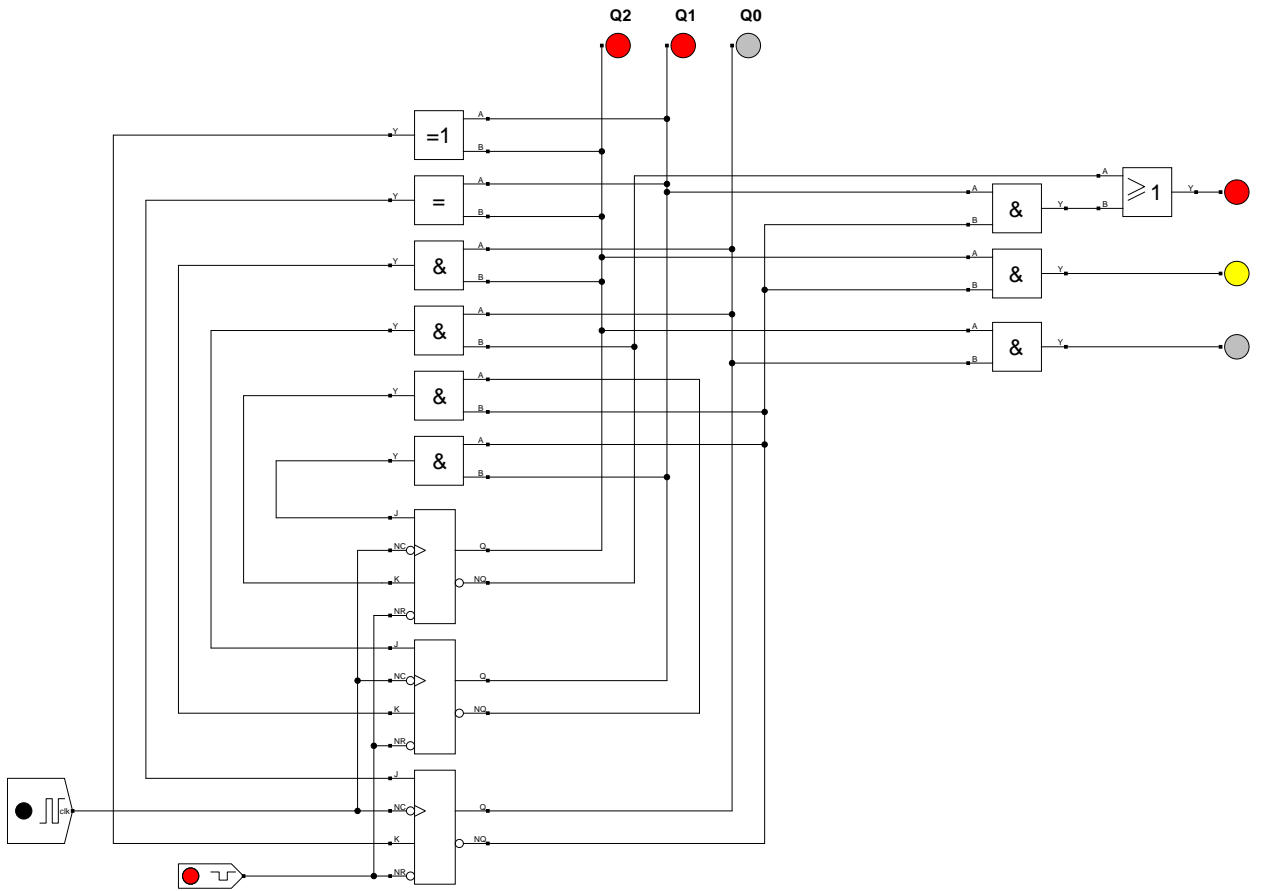 Q2 Q1 Q0
A
Y =1
B
A
A
Y = A ≥1 Y
B
& Y B
B
A
A
Y & & Y
B
B
A
A
Y &
B & Y
B
A
Y &
B
A
Y &
B
J
NC Q
K NQ
NR
J
NC Q
K NQ
NR
J
clk NC Q
K NQ
NR